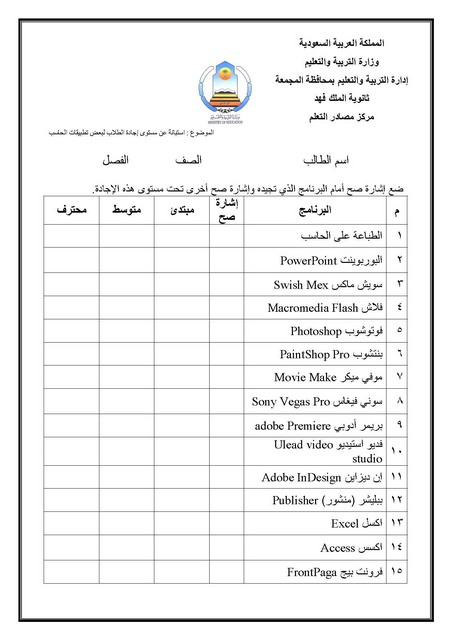 المملكة العربية السعودية
وزارة التربية والتعليم
إدارة التربية والتعليم بمحافظة المجمعة
ثانوية الملك فهد
مركز مصادر التعلم
الموضوع : استبانة عن مستوى إجادة الطلاب لبعض تطبيقات الحاسب
اسم الطالب الصف الفصل
ضع إشارة صح أمام البرنامج الذي تجيده وإشارة صح أخرى تحت مستوى هذه الإجادة.
م البرنامج إشارة صح مبتدئ متوسط محترف
١ الطباعة على الحاسب
٢ البوربوينت PowerPoint
٣ سويش ماكس Swish Mex
٤ فلاش Macromedia Flash
٥ فوتوشوب Photoshop
٦ بنتشوب PaintShop Pro
٧ موفي ميكر Movie Make
٨ سوني فيغاس Sony Vegas Pro
٩ بريمر أدوبي adobe Premiere
١٠ فديو استيديو Ulead video
studio
١١ إن ديزاين Adobe InDesign
١٢ ببليشر (منشور) Publisher
١٣ اكسل Excel
١٤ اكسس Access
١٥ فرونت بيج FrontPaga